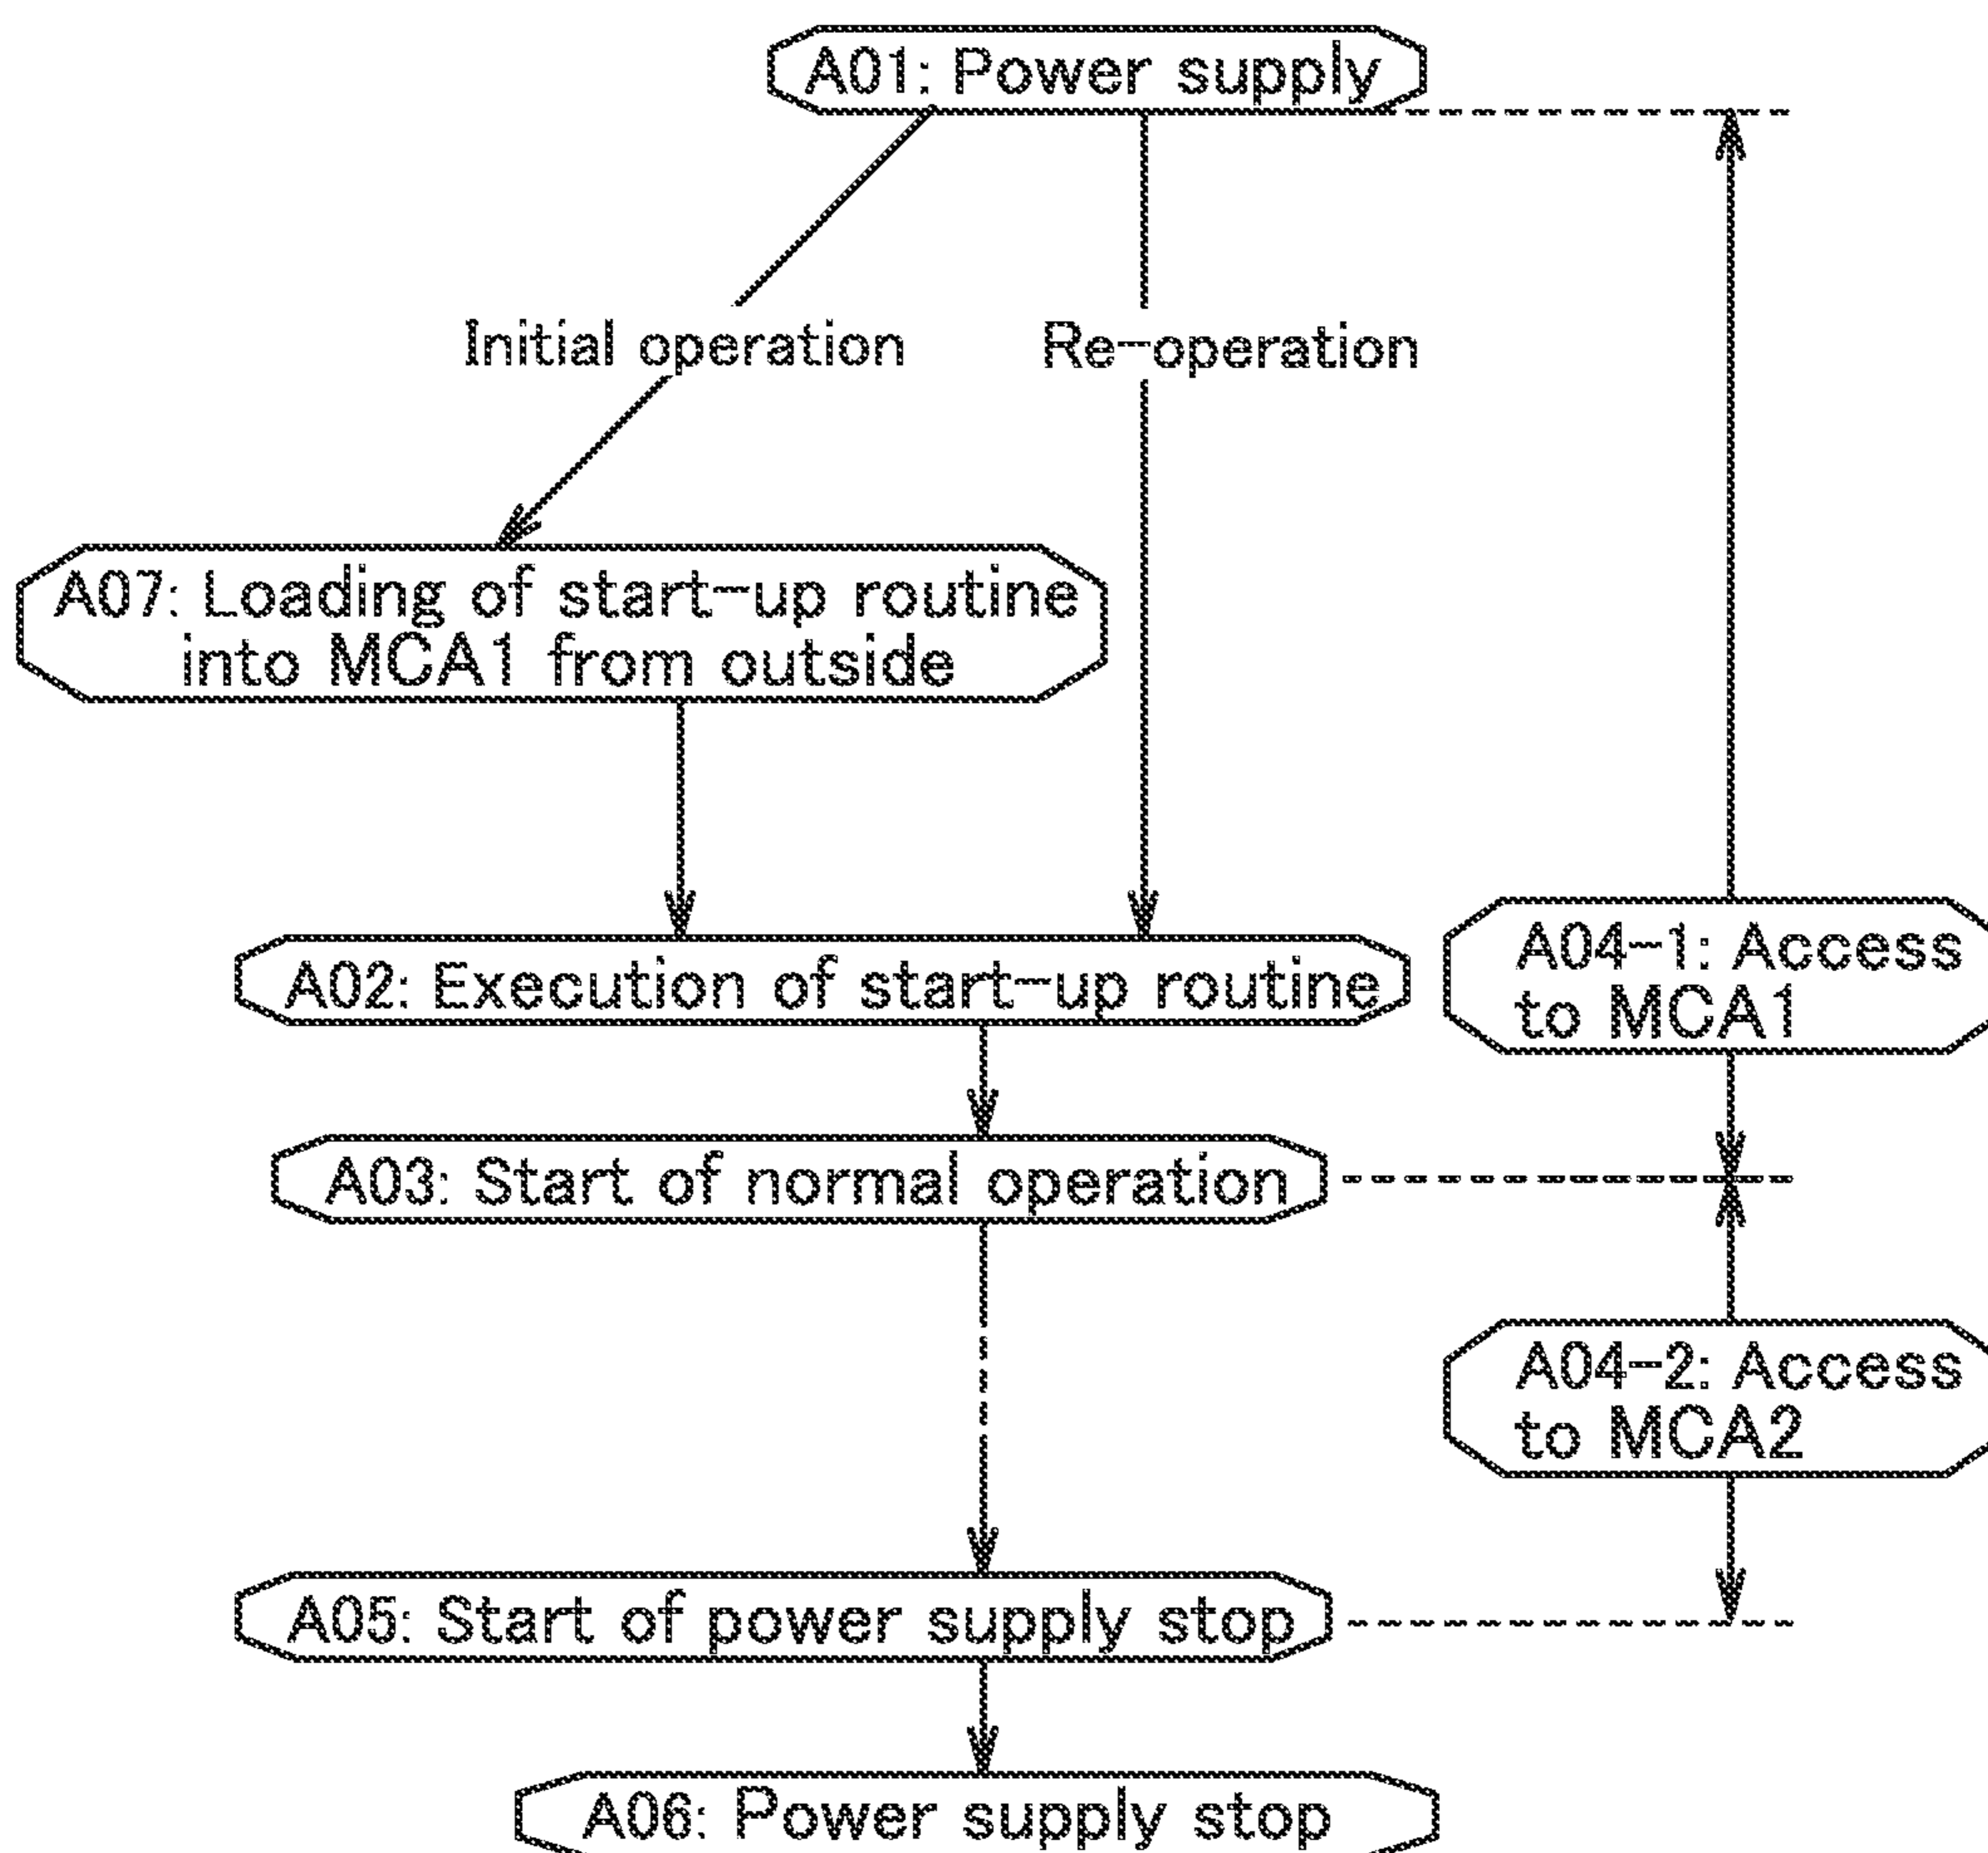 A01: Power supply
Initial operation
Re-operation
A07: Loading of start-up routine
into MCA1 from outside
A02: Execution of start-up routine
A04-1: Access
to MCA1
A03: Start of normal operation
A04-2: Access
to MCA2
A05: Start of power supply stop
A06: Power supply stop